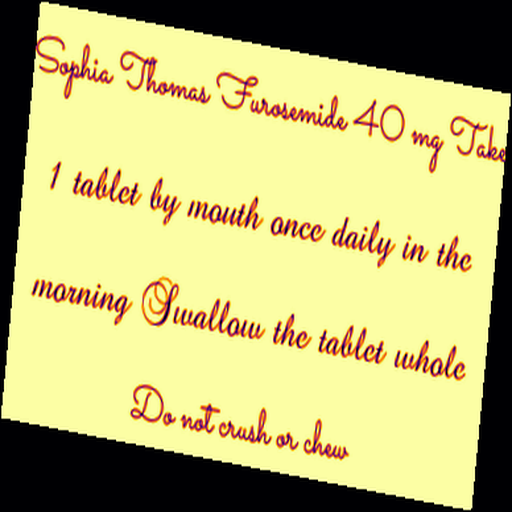 Sophia Thomas Furosemide 40 mg Take
1 tablet by mouth once daily in the
morning Swallow the tablet whole
Do not crush or chew